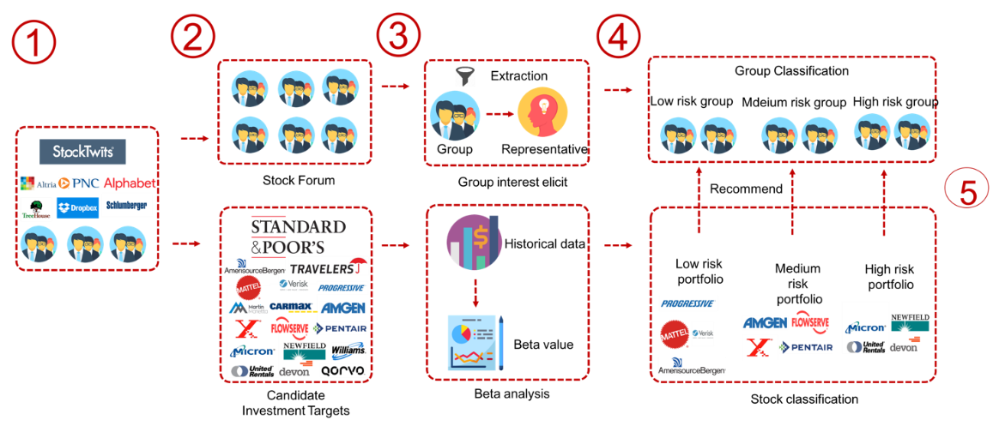 1
2
3
4
5
StockTwits
Altria PNC Alphabet
TreeHouse Dropbox Schlumberger
Stock Forum
STANDARD
&POOR'S
AmerisourceBergen TRAVELERS
MATTEL Verisk PROGRESSIVE
Martin Marietta CARMAX AMGEN
X FLOWSERVE PENTAIR
Micron NEWFIELD Williams
United Rentals devon QORVO
Candidate
Investment Targets
Extraction
Group Representative
Group interest elicit
Historical data
Beta value
Beta analysis
Group Classification
Low risk group Mdeium risk group High risk group
Recommend
Low risk
portfolio
PROGRESSIVE
MATTEL Verisk
AmerisourceBergen
Medium
risk
portfolio
AMGEN FLOWSERVE
X PENTAIR
High risk
portfolio
Micron NEWFIELD
United Rentals devon
Stock classification